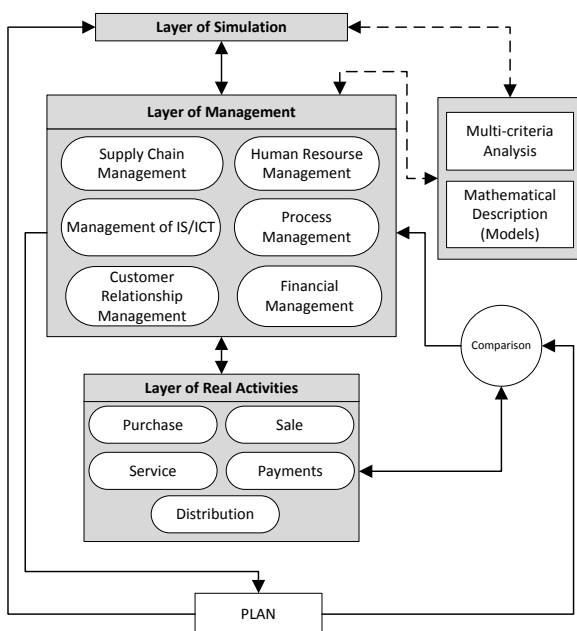 Layer of Simulation
Layer of Management
Supply Chain
Management
Human Resourse
Management
Management of IS/ICT
Process
Management
Customer
Relationship
Management
Financial
Management
Multi-criteria
Analysis
Mathematical
Description
(Models)
Comparison
Layer of Real Activities
Purchase
Sale
Service
Payments
Distribution
PLAN